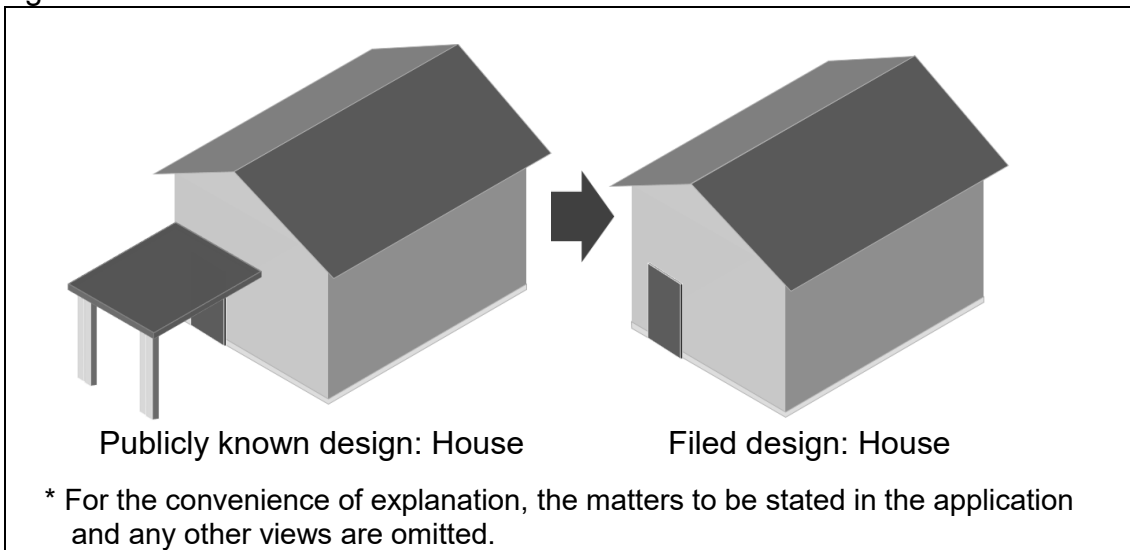 Publicly known design: House
Filed design: House
* For the convenience of explanation, the matters to be stated in the application
and any other views are omitted.